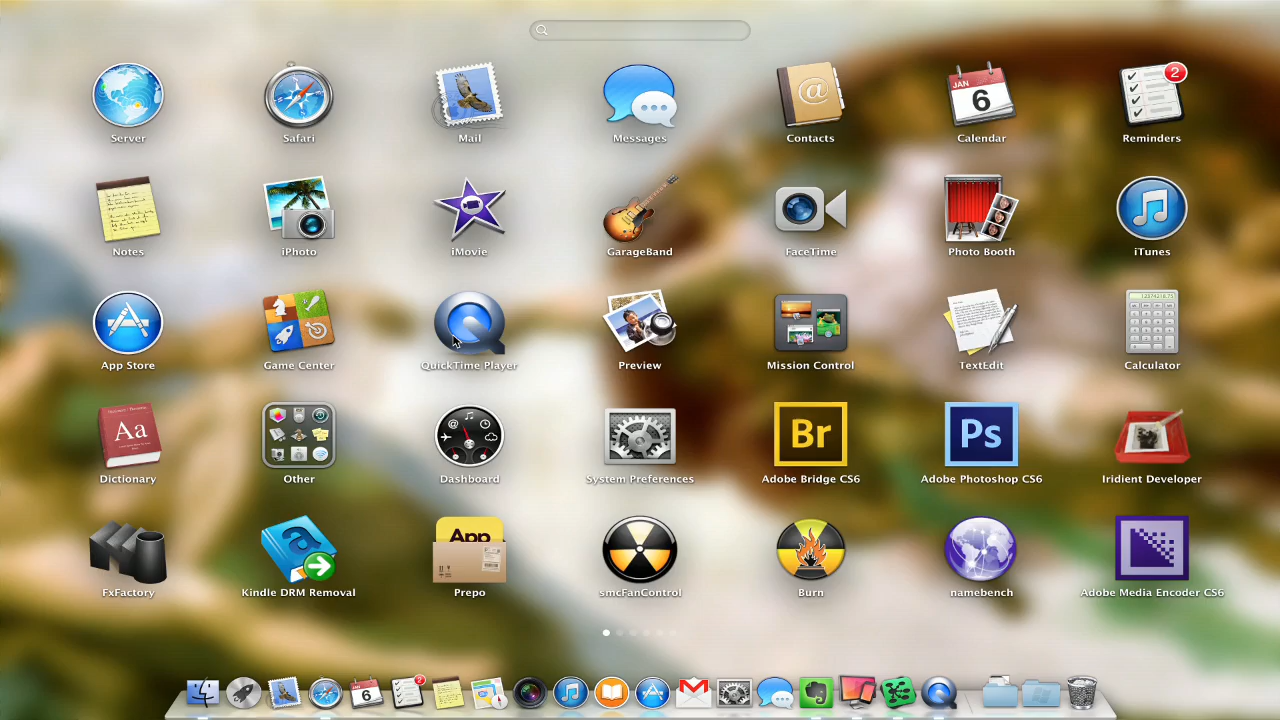 Server
Safari
Mail
Messages
Contacts
JAN
6
Calendar
2
Reminders
Notes
iPhoto
iMovie
GarageBand
FaceTime
Photo Booth
iTunes
App Store
Game Center
QuickTime Player
Preview
Mission Control
TextEdit
Calculator
Aa
Dictionary
Other
Dashboard
System Preferences
Br
Adobe Bridge CS6
Ps
Adobe Photoshop CS6
Iridient Developer
FxFactory
a
Kindle DRM Removal
App
Prepo
smcFanControl
Burn
namebench
Adobe Media Encoder CS6
JAN
6
2